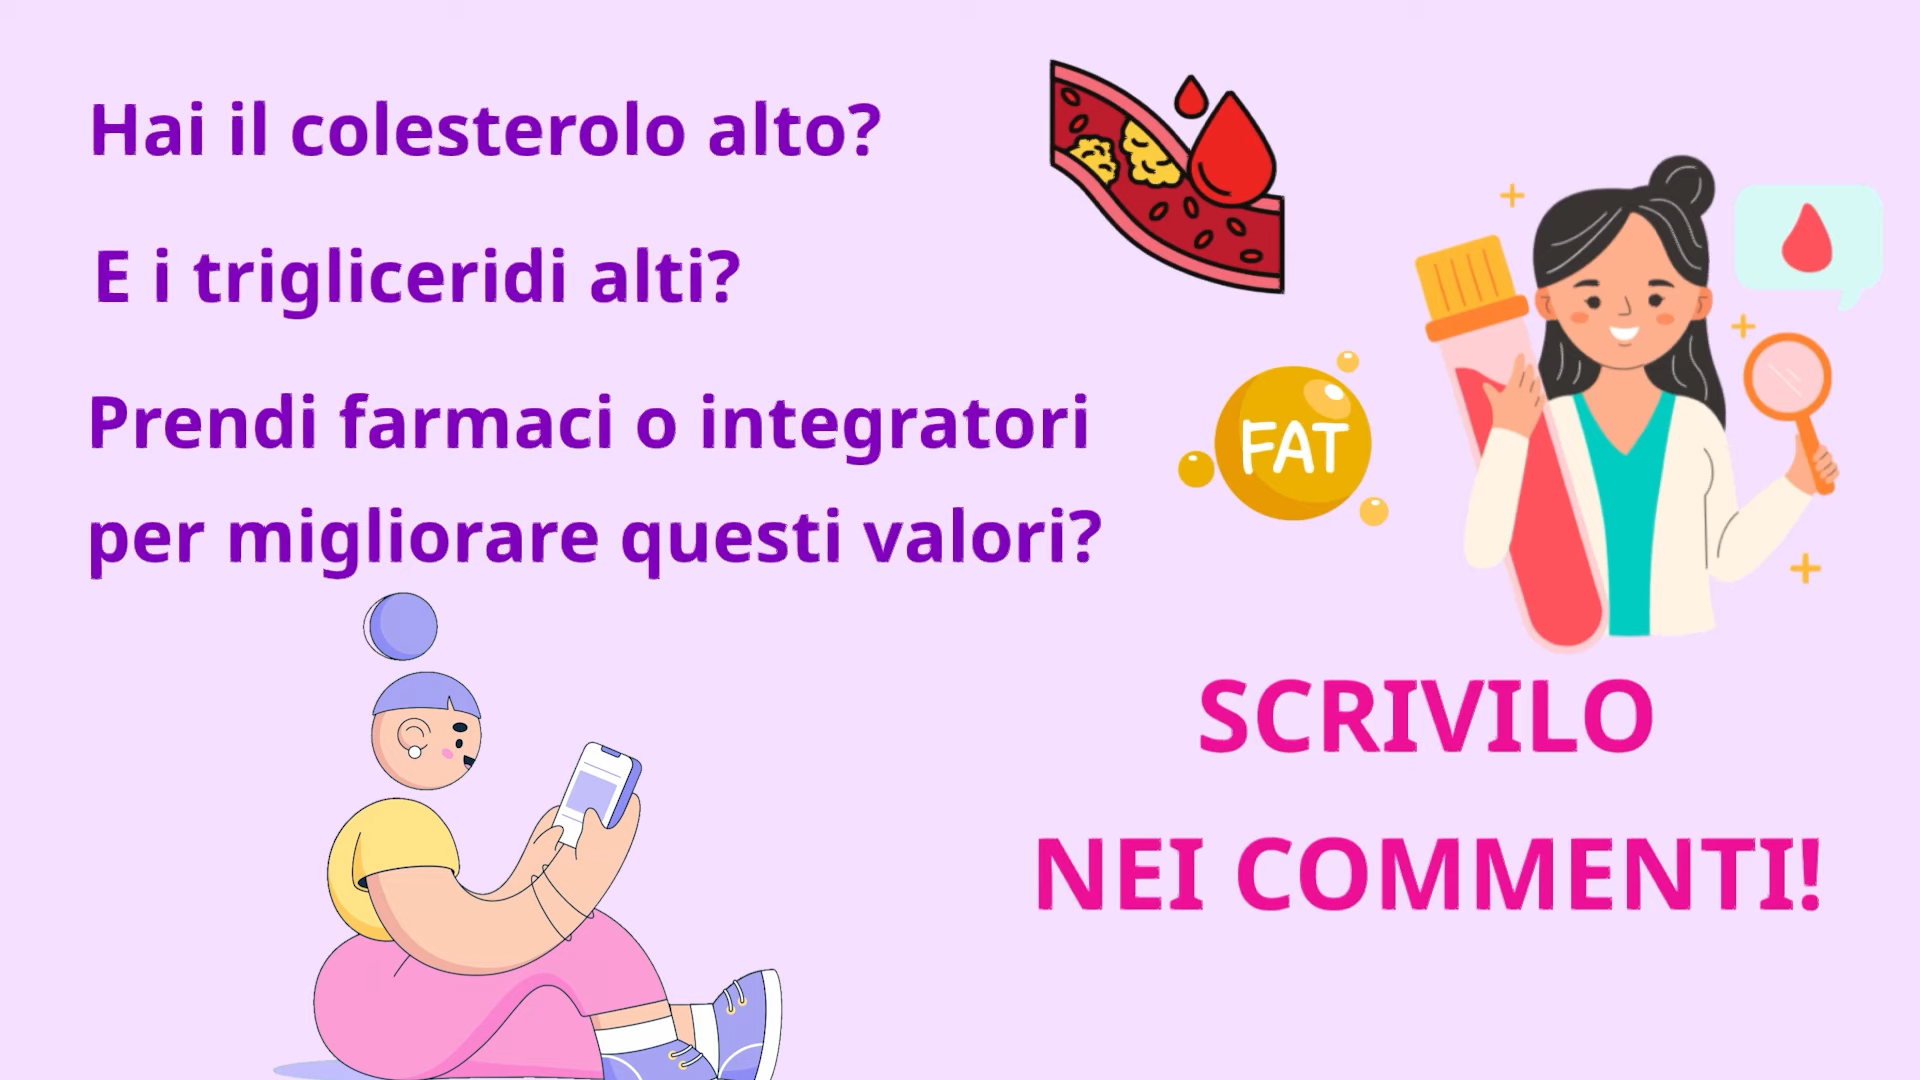 Hai il colesterolo alto?
E i trigliceridi alti?
Prendi farmaci o integratori
per migliorare questi valori?
FAT
SCRIVILO
NEI COMMENTI!